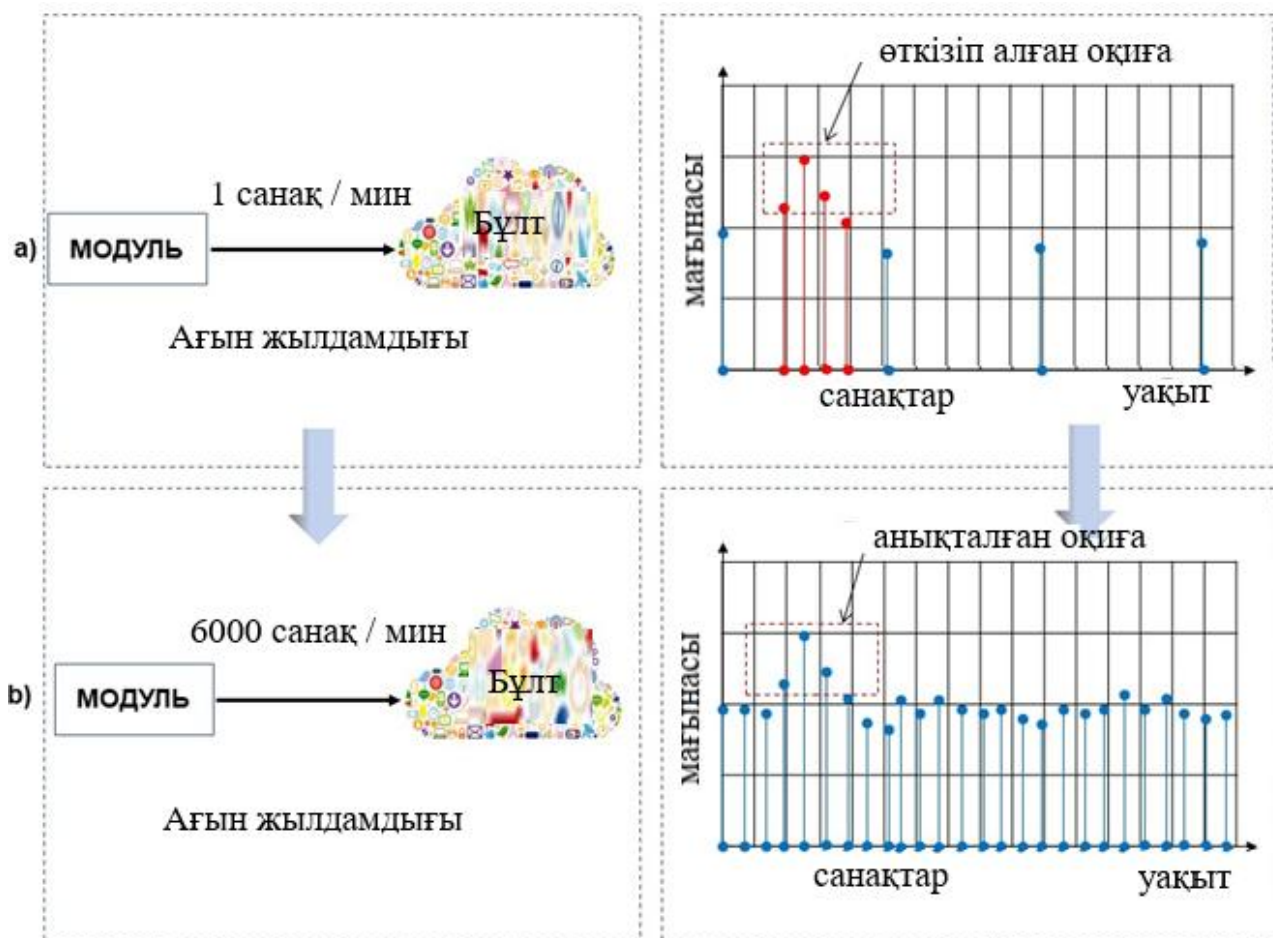 a)
1 санақ / мин
МОДУЛЬ
Бұлт
Ағын жылдамдығы
өткізіп алған оқиға
мағынасы
санақтар
уақыт
b)
6000 санақ / мин
МОДУЛЬ
Бұлт
Ағын жылдамдығы
анықталған оқиға
мағынасы
санақтар
уақыт